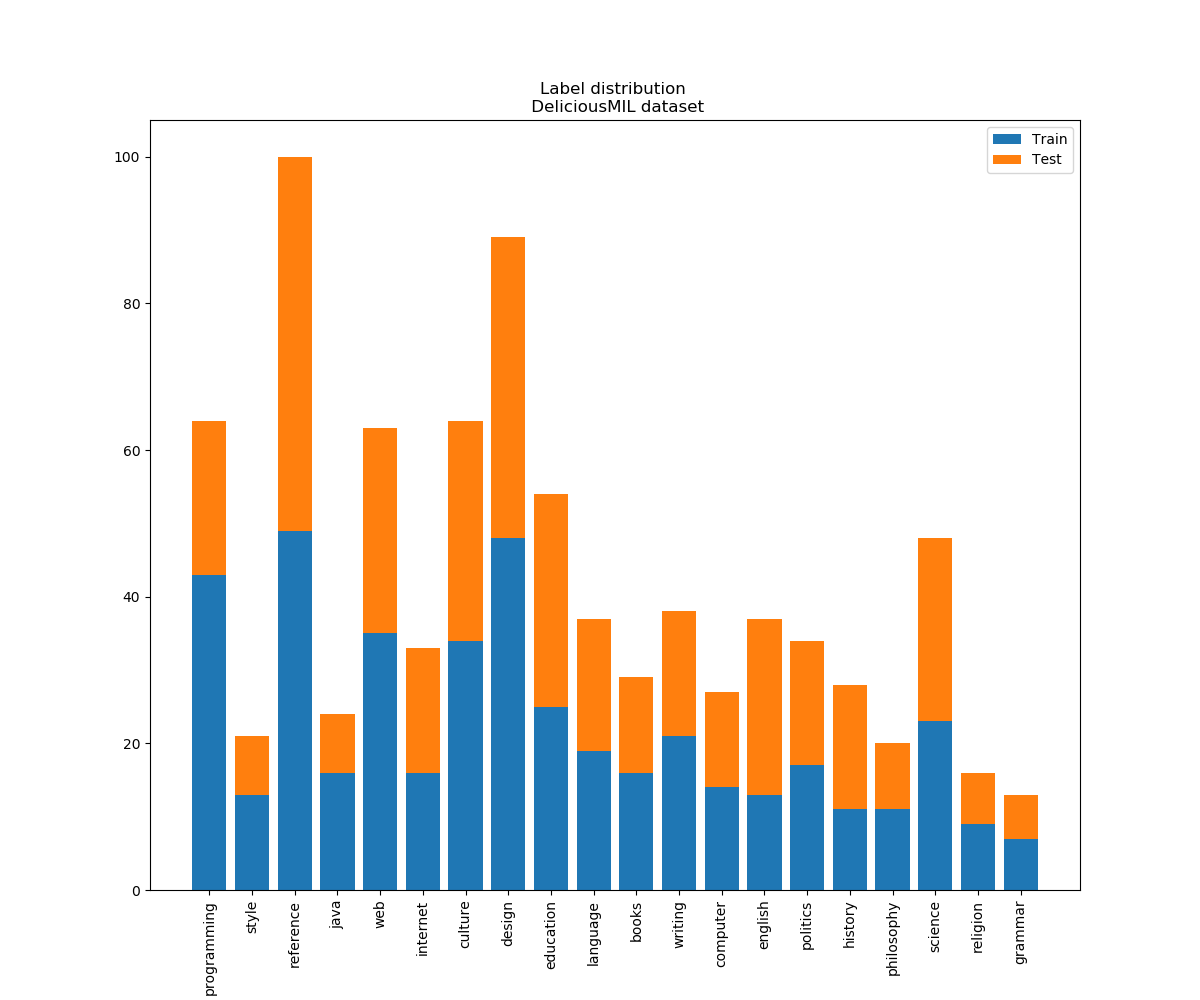 Label distribution
DeliciousMIL dataset
Train
Test
100
80
60
40
20
0
programming
style
reference
java
web
internet
culture
design
education
language
books
writing
computer
english
politics
history
philosophy
science
religion
grammar